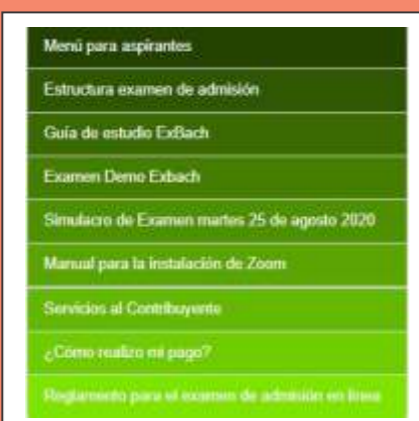 Menú para aspirantes
Estructura examen de admisión
Guía de estudio ExBach
Examen Demo Exbach
Simulacro de Examen martes 25 de agosto 2020
Manual para la instalación de Zoom
Servicios al Contribuyente
¿Cómo realizo mi pago?
Reglamento para el examen de admisión en línea